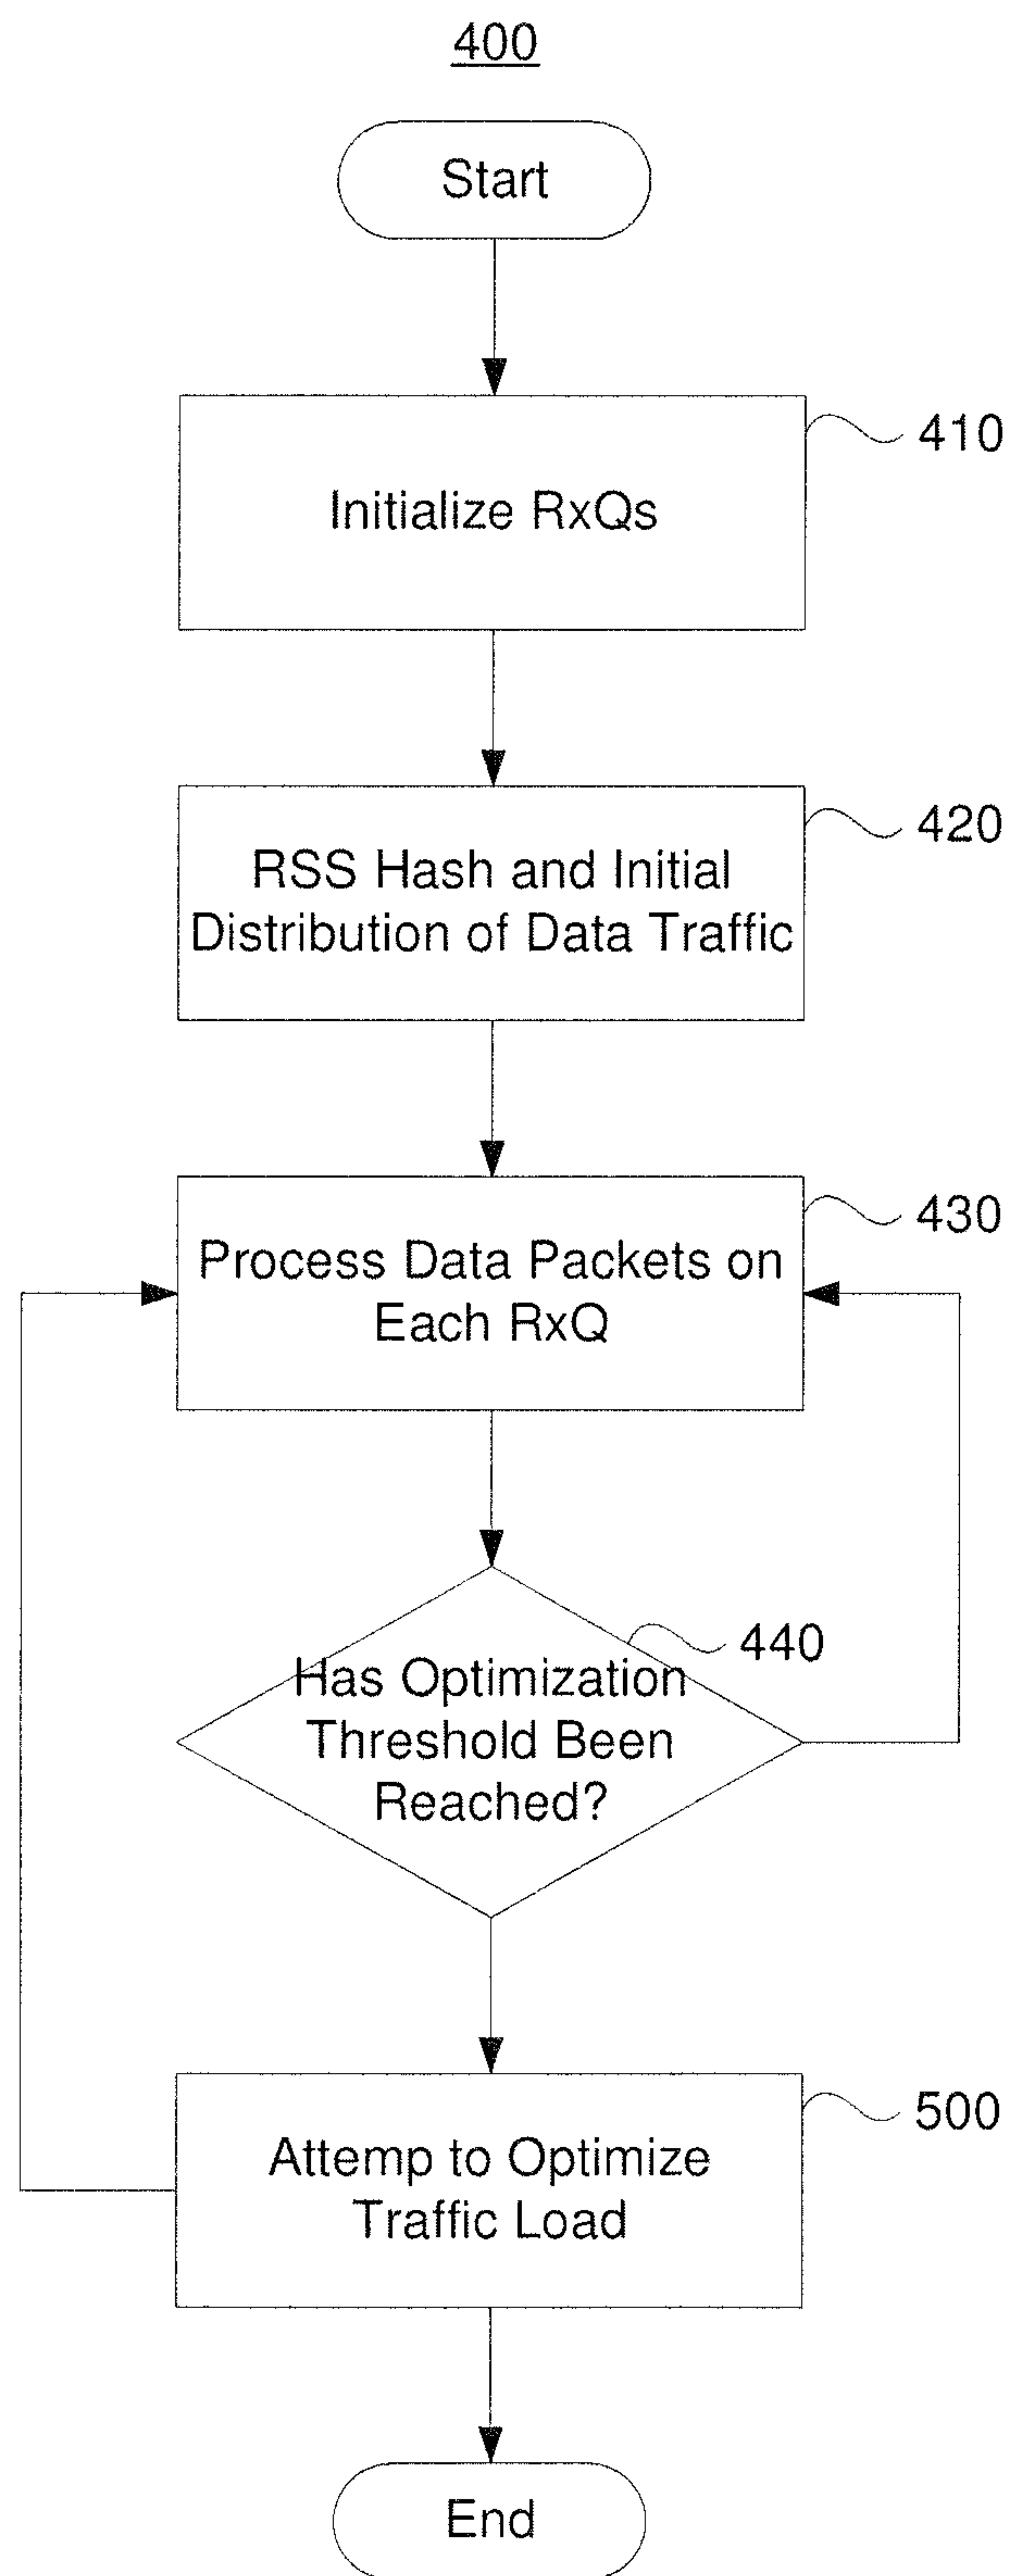 400
Start
410
Initialize RxQs
420
RSS Hash and Initial
Distribution of Data Traffic
430
Process Data Packets on
Each RxQ
440
Has Optimization
Threshold Been
Reached?
500
Attemp to Optimize
Traffic Load
End